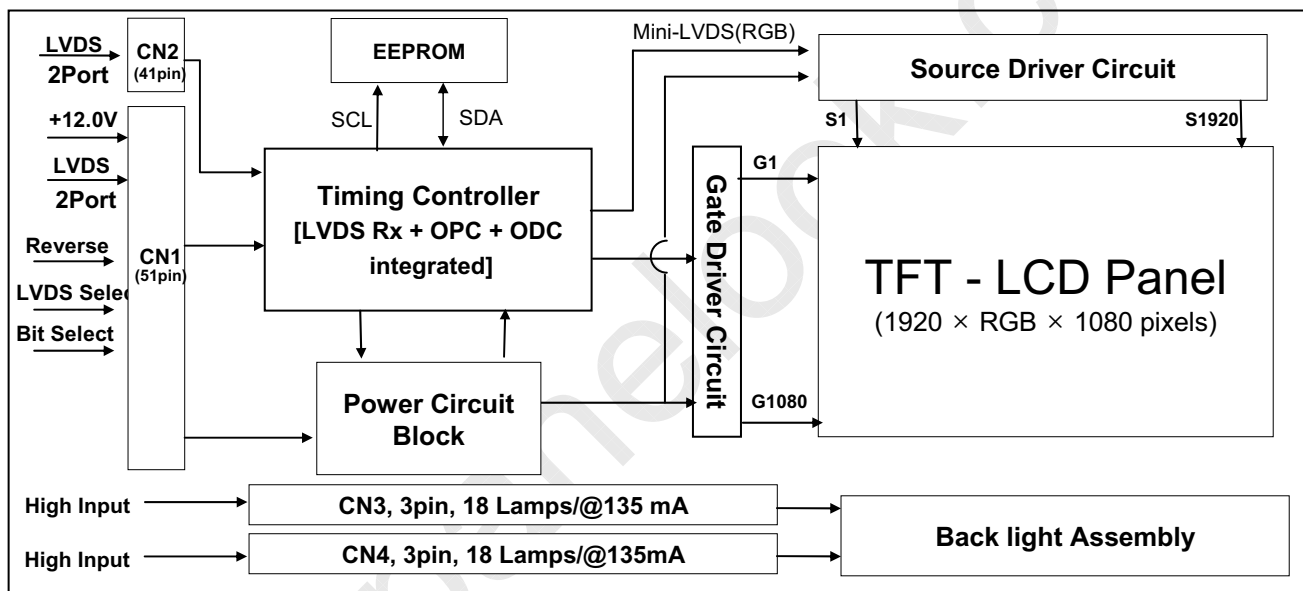 LVDS
2Port
CN2
(41pin)
EEPROM
Mini-LVDS(RGB)
Source Driver Circuit
+12.0V
SCL
SDA
S1
S1920
LVDS
2Port
Timing Controller
[LVDS Rx + OPC + ODC
integrated]
G1
Gate Driver Circuit
Reverse
CN1
(51pin)
TFT - LCD Panel
(1920 × RGB × 1080 pixels)
LVDS Selec
Bit Select
Power Circuit
Block
G1080
High Input
CN3, 3pin, 18 Lamps/@135 mA
Back light Assembly
High Input
CN4, 3pin, 18 Lamps/@135mA